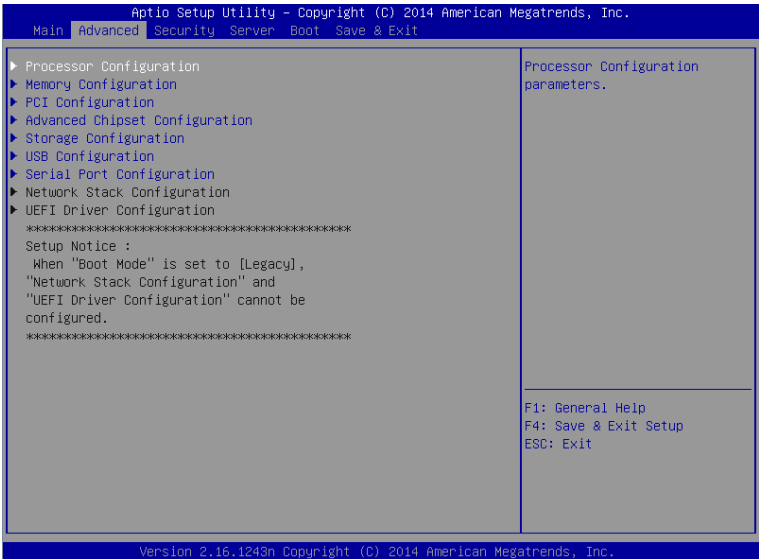 Aptio Setup Utility – Copyright (C) 2014 American Megatrends, Inc.
Main Advanced Security Server Boot Save & Exit
▶ Processor Configuration
▶ Memory Configuration
▶ PCI Configuration
▶ Advanced Chipset Configuration
▶ Storage Configuration
▶ USB Configuration
▶ Serial Port Configuration
▶ Network Stack Configuration
▶ UEFI Driver Configuration
***********************************************
Setup Notice :
When "Boot Mode" is set to [Legacy],
"Network Stack Configuration" and
"UEFI Driver Configuration" cannot be
configured.
***********************************************
Processor Configuration
parameters.
F1: General Help
F4: Save & Exit Setup
ESC: Exit
Version 2.16.1243n Copyright (C) 2014 American Megatrends, Inc.